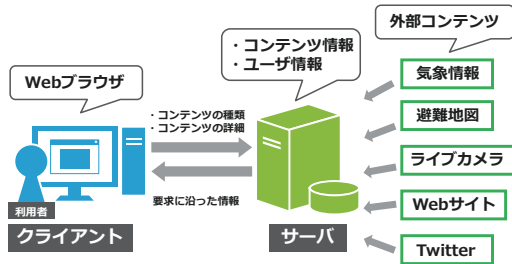 外部コンテンツ
・コンテンツ情報
・ユーザ情報
Webブラウザ
気象情報
・コンテンツの種類
・コンテンツの詳細
避難地図
ライブカメラ
要求に沿った情報
Webサイト
利用者
クライアント
サーバ
Twitter